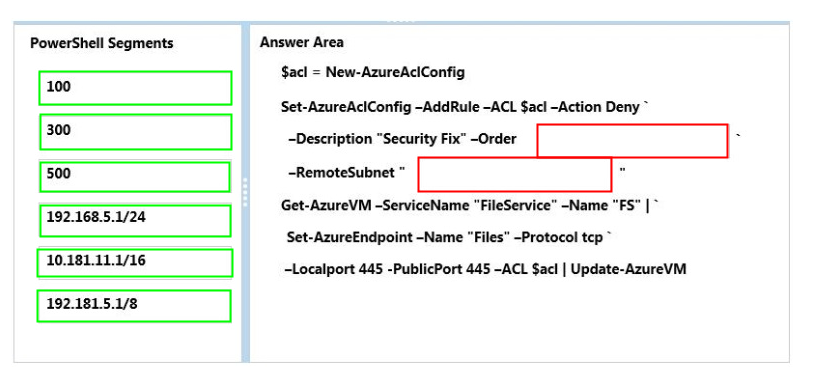 PowerShell Segments
100
300
500
192.168.5.1/24
10.181.11.1/16
192.181.5.1/8
Answer Area
$acl = New-AzureAclConfig
Set-AzureAclConfig –AddRule –ACL $acl –Action Deny `
–Description "Security Fix" –Order `
–RemoteSubnet " "
Get-AzureVM –ServiceName "FileService" –Name "FS" | `
Set-AzureEndpoint –Name "Files" –Protocol tcp `
–Localport 445 -PublicPort 445 –ACL $acl | Update-AzureVM